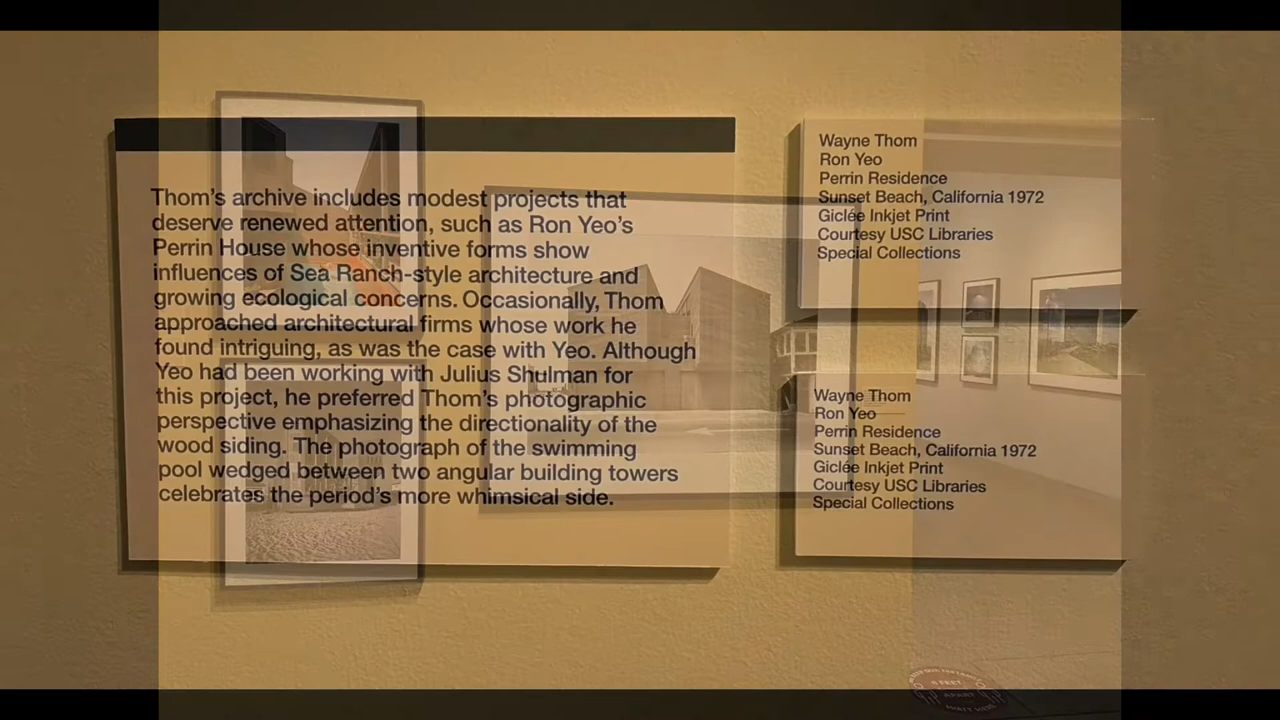 Thom's archive includes modest projects that
deserve renewed attention, such as Ron Yeo's
Perrin House whose inventive forms show
influences of Sea Ranch-style architecture and
growing ecological concerns. Occasionally, Thom
approached architectural firms whose work he
found intriguing, as was the case with Yeo. Although
Yeo had been working with Julius Shulman for
this project, he preferred Thom's photographic
perspective emphasizing the directionality of the
wood siding. The photograph of the swimming
pool wedged between two angular building towers
celebrates the period's more whimsical side.
Wayne Thom
Ron Yeo
Perrin Residence
Sunset Beach, California 1972
Giclée Inkjet Print
Courtesy USC Libraries
Special Collections
Wayne Thom
Ron Yeo
Perrin Residence
Sunset Beach, California 1972
Giclée Inkjet Print
Courtesy USC Libraries
Special Collections
6 FEET
APART